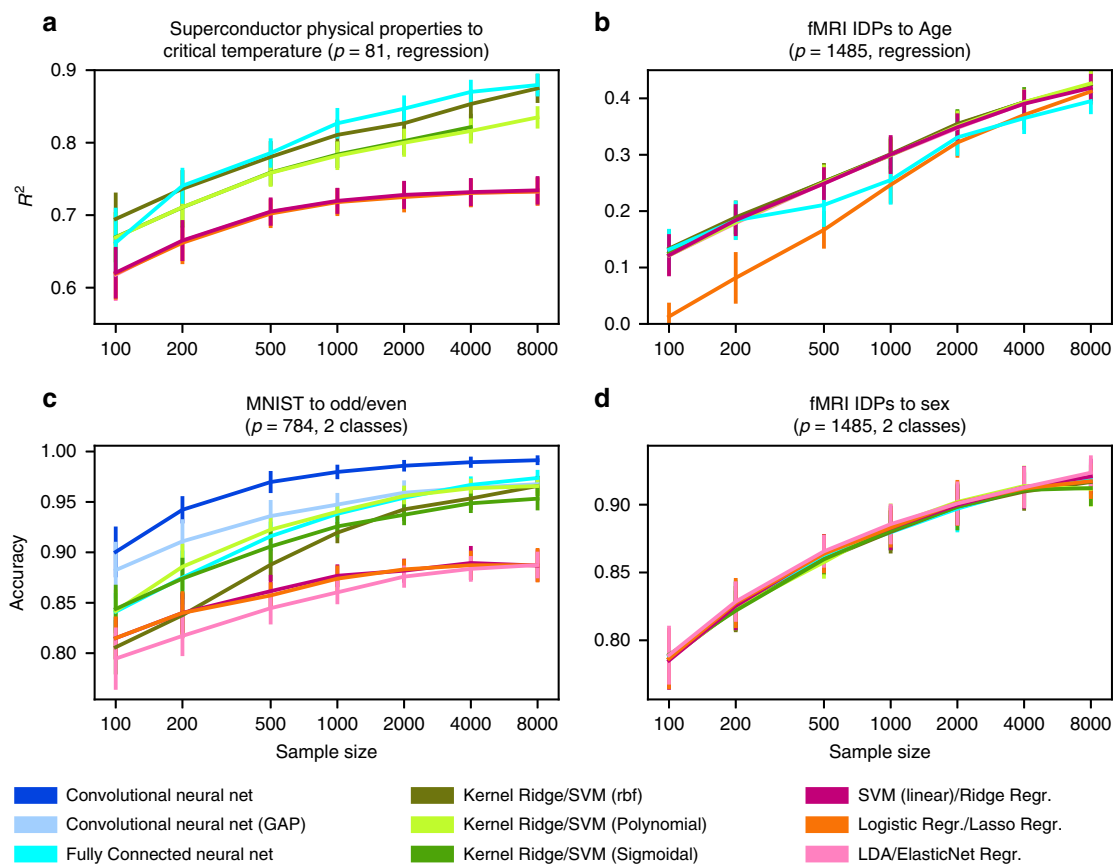 a
Superconductor physical properties to
critical temperature (p = 81, regression)
R²
0.9
0.8
0.7
0.6
100 200 500 1000 2000 4000 8000
b
fMRI IDPs to Age
(p = 1485, regression)
0.4
0.3
0.2
0.1
0.0
100 200 500 1000 2000 4000 8000
c
MNIST to odd/even
(p = 784, 2 classes)
Accuracy
1.00
0.95
0.90
0.85
0.80
100 200 500 1000 2000 4000 8000
Sample size
d
fMRI IDPs to sex
(p = 1485, 2 classes)
0.90
0.85
0.80
100 200 500 1000 2000 4000 8000
Sample size
Convolutional neural net
Convolutional neural net (GAP)
Fully Connected neural net
Kernel Ridge/SVM (rbf)
Kernel Ridge/SVM (Polynomial)
Kernel Ridge/SVM (Sigmoidal)
SVM (linear)/Ridge Regr.
Logistic Regr./Lasso Regr.
LDA/ElasticNet Regr.